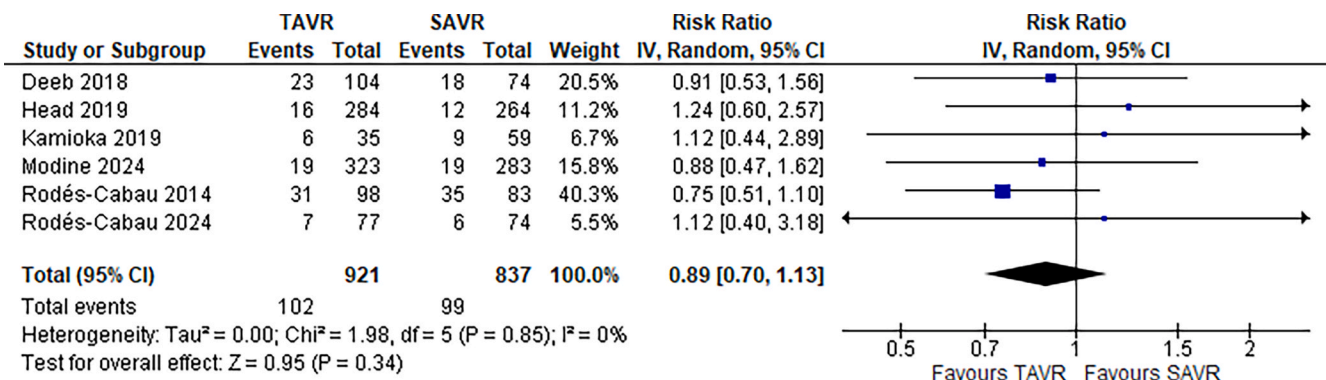 TAVR SAVR Risk Ratio Risk Ratio
Study or Subgroup Events Total Events Total Weight IV, Random, 95% CI IV, Random, 95% CI
Deeb 2018 23 104 18 74 20.5% 0.91 [0.53, 1.56]
Head 2019 16 284 12 264 11.2% 1.24 [0.60, 2.57]
Kamioka 2019 6 35 9 59 6.7% 1.12 [0.44, 2.89]
Modine 2024 19 323 19 283 15.8% 0.88 [0.47, 1.62]
Rodés-Cabau 2014 31 98 35 83 40.3% 0.75 [0.51, 1.10]
Rodés-Cabau 2024 7 77 6 74 5.5% 1.12 [0.40, 3.18]
Total (95% CI) 921 837 100.0% 0.89 [0.70, 1.13]
Total events 102 99
Heterogeneity: Tau² = 0.00; Chi² = 1.98, df = 5 (P = 0.85); I² = 0%
Test for overall effect: Z = 0.95 (P = 0.34)
0.5 0.7 1 1.5 2
Favours TAVR Favours SAVR